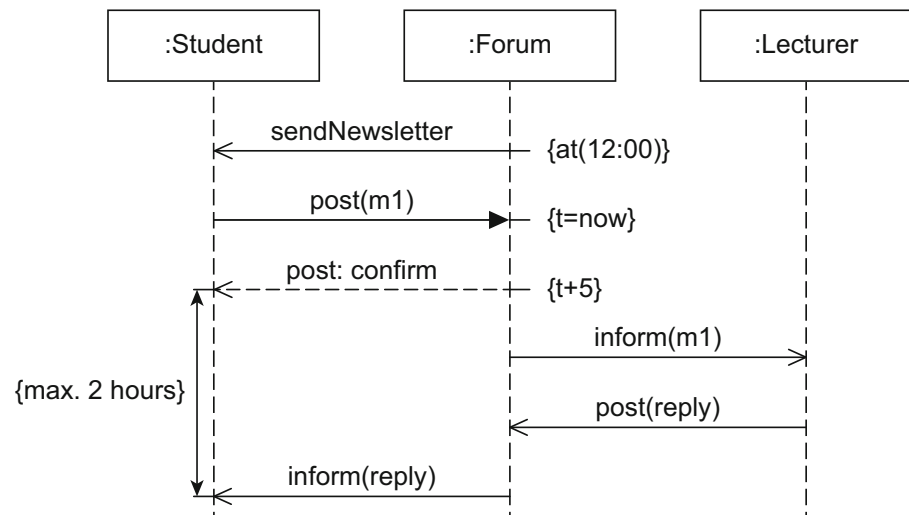 :Student
:Forum
:Lecturer
sendNewsletter
{at(12:00)}
post(m1)
{t=now}
post: confirm
{t+5}
inform(m1)
{max. 2 hours}
post(reply)
inform(reply)